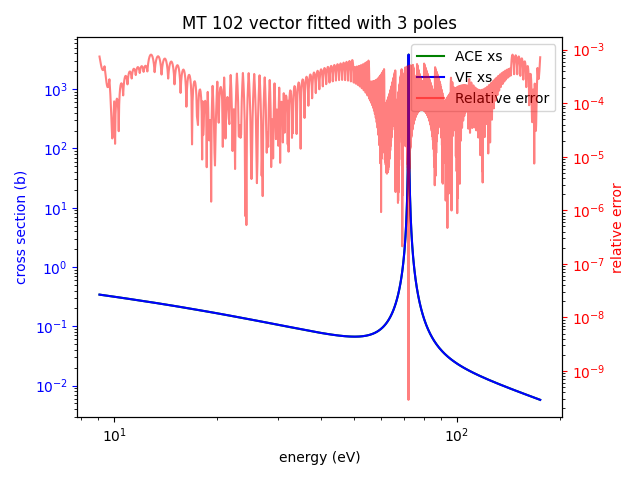 MT 102 vector fitted with 3 poles
ACE xs
VF xs
Relative error
cross section (b)
10³
10²
10¹
10⁰
10⁻¹
10⁻²
10⁻³
10⁻⁴
10⁻⁵
10⁻⁶
10⁻⁷
10⁻⁸
10⁻⁹
relative error
10¹
10²
energy (eV)